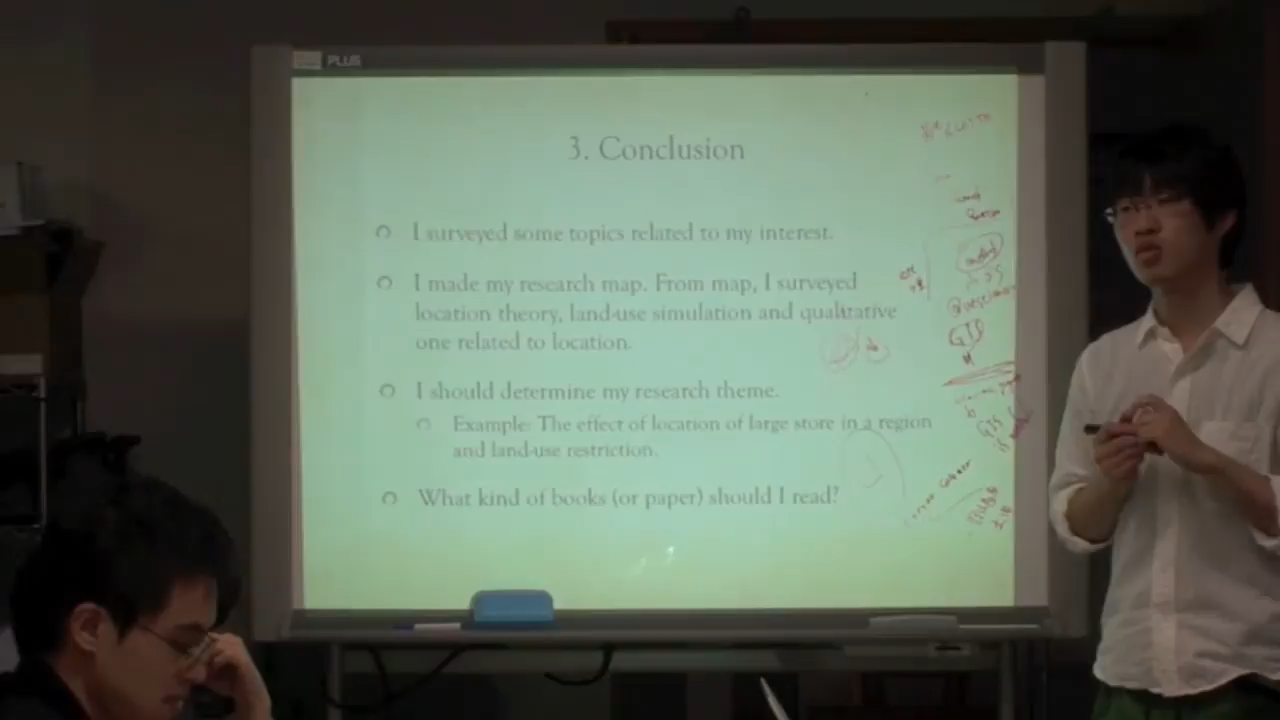 PLUS
3. Conclusion
I surveyed some topics related to my interest.
I made my research map. From map, I surveyed
location theory, land-use simulation and qualitative
one related to location.
I should determine my research theme.
Example: The effect of location of large store in a region
and land-use restriction.
What kind of books (or paper) should I read?
GIS
GIS